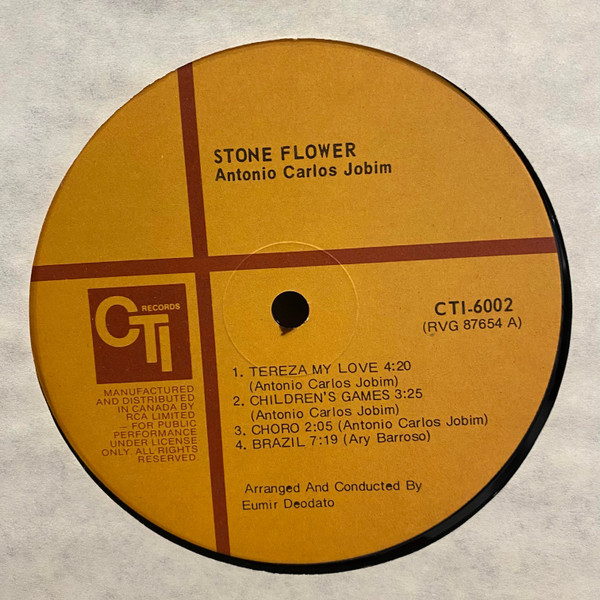 STONE FLOWER
Antonio Carlos Jobim
CTI RECORDS
MANUFACTURED
AND DISTRIBUTED
IN CANADA BY
RCA LIMITED
— FOR PUBLIC
PERFORMANCE
UNDER LICENSE
ONLY. ALL RIGHTS
RESERVED.
CTI-6002
(RVG 87654 A)
1. TEREZA MY LOVE 4:20
(Antonio Carlos Jobim)
2. CHILDREN'S GAMES 3:25
(Antonio Carlos Jobim)
3. CHORO 2:05 (Antonio Carlos Jobim)
4. BRAZIL 7:19 (Ary Barroso)
Arranged And Conducted By
Eumir Deodato